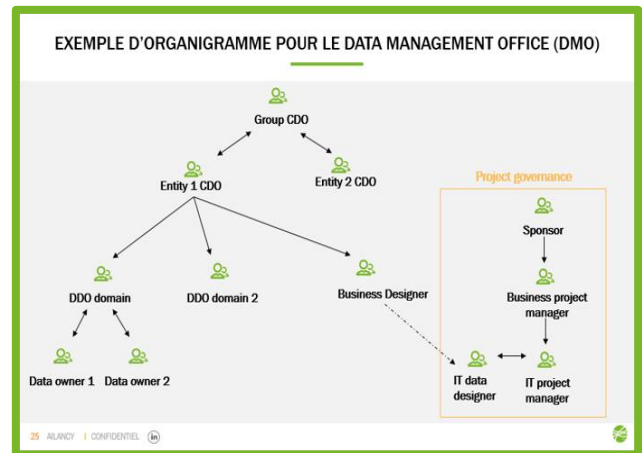 EXEMPLE D'ORGANIGRAMME POUR LE DATA MANAGEMENT OFFICE (DMO)
Group CDO
Entity 1 CDO
Entity 2 CDO
Project governance
Sponsor
DDO domain
DDO domain 2
Business Designer
Business project
manager
Data owner 1
Data owner 2
IT data
designer
IT project
manager
25 AILANCY | CONFIDENTIEL in